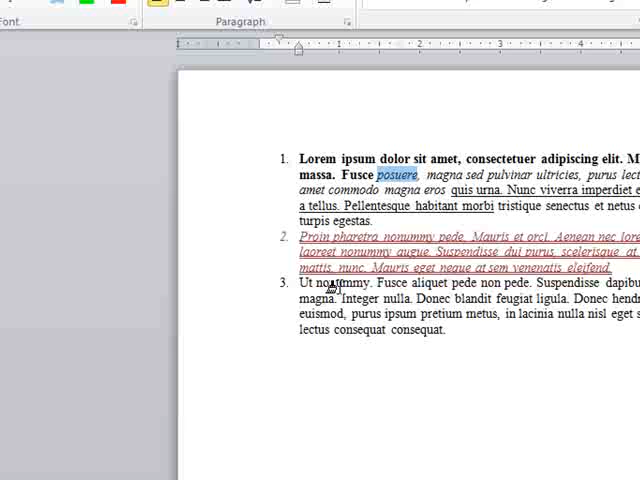 Font
Paragraph
1 2 3 4
1. Lorem ipsum dolor sit amet, consectetuer adipiscing elit. M
massa. Fusce posuere, magna sed pulvinar ultricies, purus lect
amet commodo magna eros quis urna. Nunc viverra imperdiet e
a tellus. Pellentesque habitant morbi tristique senectus et netus
turpis egestas.
2. Proin pharetra nonummy pede. Mauris et orci. Aenean nec lore
laoreet nonummy augue. Suspendisse dui purus, scelerisque at
mattis, nunc. Mauris eget neque at sem venenatis eleifend.
3. Ut nonummy. Fusce aliquet pede non pede. Suspendisse dapibu
magna. Integer nulla. Donec blandit feugiat ligula. Donec hendr
euismod, purus ipsum pretium metus, in lacinia nulla nisl eget s
lectus consequat consequat.